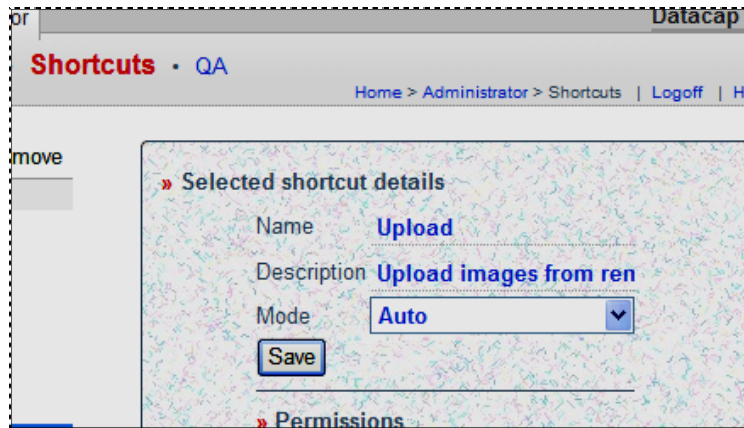 or
Datacap
Shortcuts · QA
Home > Administrator > Shortcuts | Logoff | H
move
» Selected shortcut details
Name Upload
Description Upload images from ren
Mode Auto
Save
» Permissions